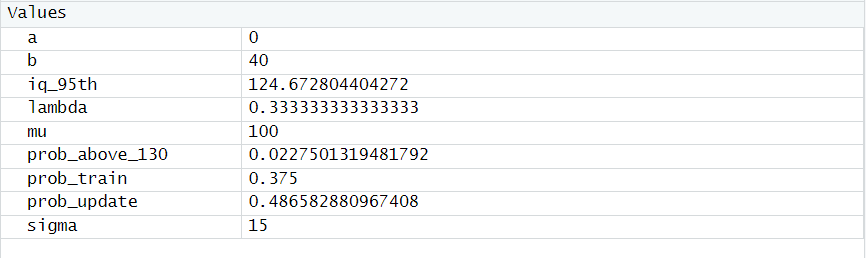 Values
a 0
b 40
iq_95th 124.672804404272
lambda 0.333333333333333
mu 100
prob_above_130 0.0227501319481792
prob_train 0.375
prob_update 0.486582880967408
sigma 15